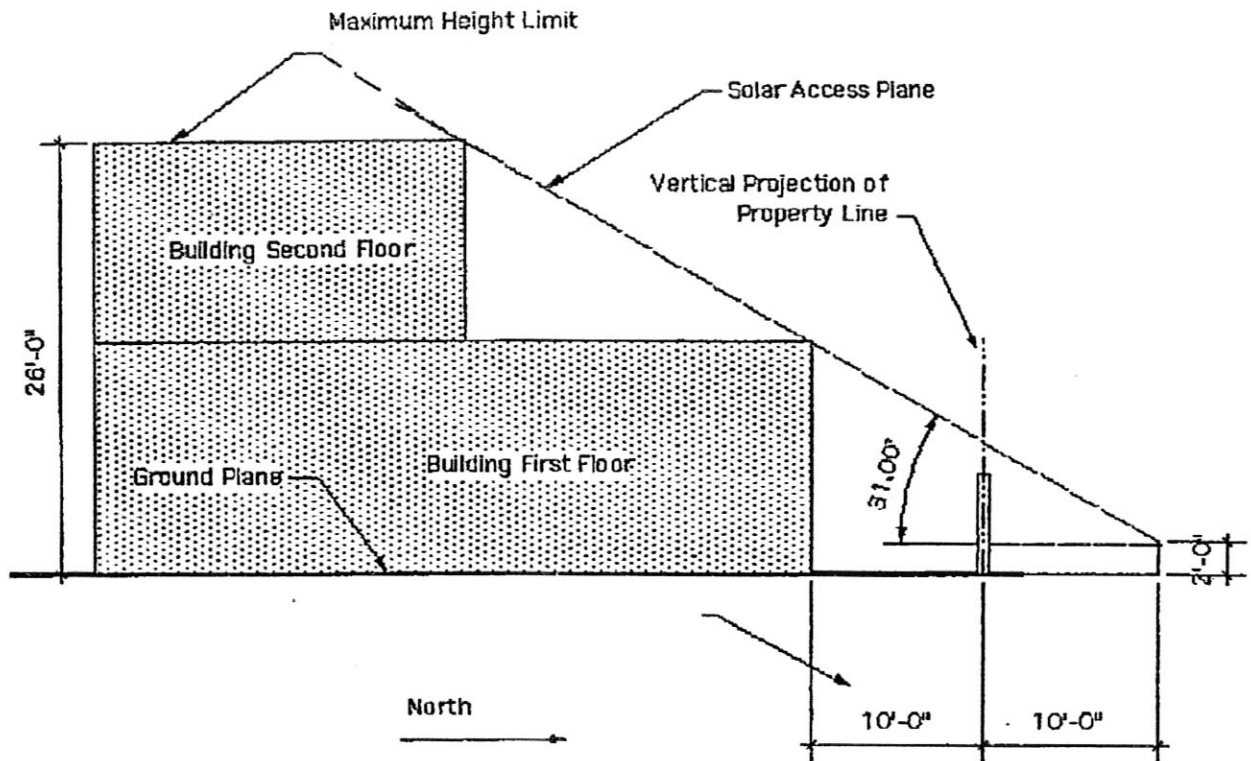 Maximum Height Limit
Solar Access Plane
Vertical Projection of
Property Line
Building Second Floor
26'-0"
Building First Floor
Ground Plane
31.00°
2'-0"
North
10'-0"
10'-0"